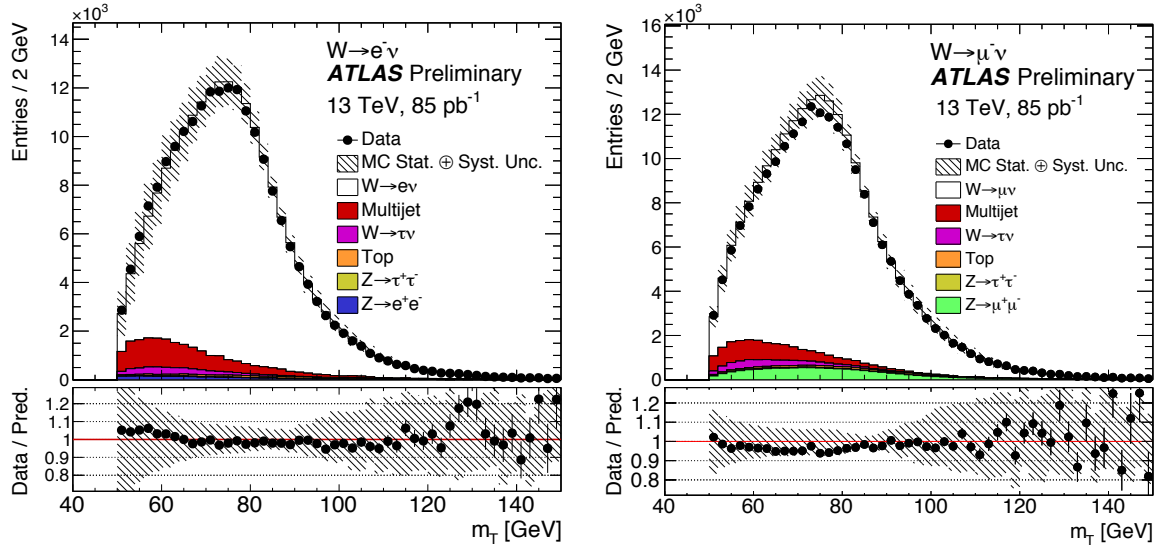 ×10³
Entries / 2 GeV
14
12
10
8
6
4
2
0
W→e⁻ν
ATLAS Preliminary
13 TeV, 85 pb⁻¹
Data
MC Stat. ⊕ Syst. Unc.
W→eν
Multijet
W→τν
Top
Z→τ⁺τ⁻
Z→e⁺e⁻
Data / Pred.
1.2
1.1
1
0.9
0.8
40 60 80 100 120 140
m_T [GeV]
×10³
Entries / 2 GeV
16
14
12
10
8
6
4
2
0
W→μ⁻ν
ATLAS Preliminary
13 TeV, 85 pb⁻¹
Data
MC Stat. ⊕ Syst. Unc.
W→μν
Multijet
W→τν
Top
Z→τ⁺τ⁻
Z→μ⁺μ⁻
Data / Pred.
1.2
1.1
1
0.9
0.8
40 60 80 100 120 140
m_T [GeV]